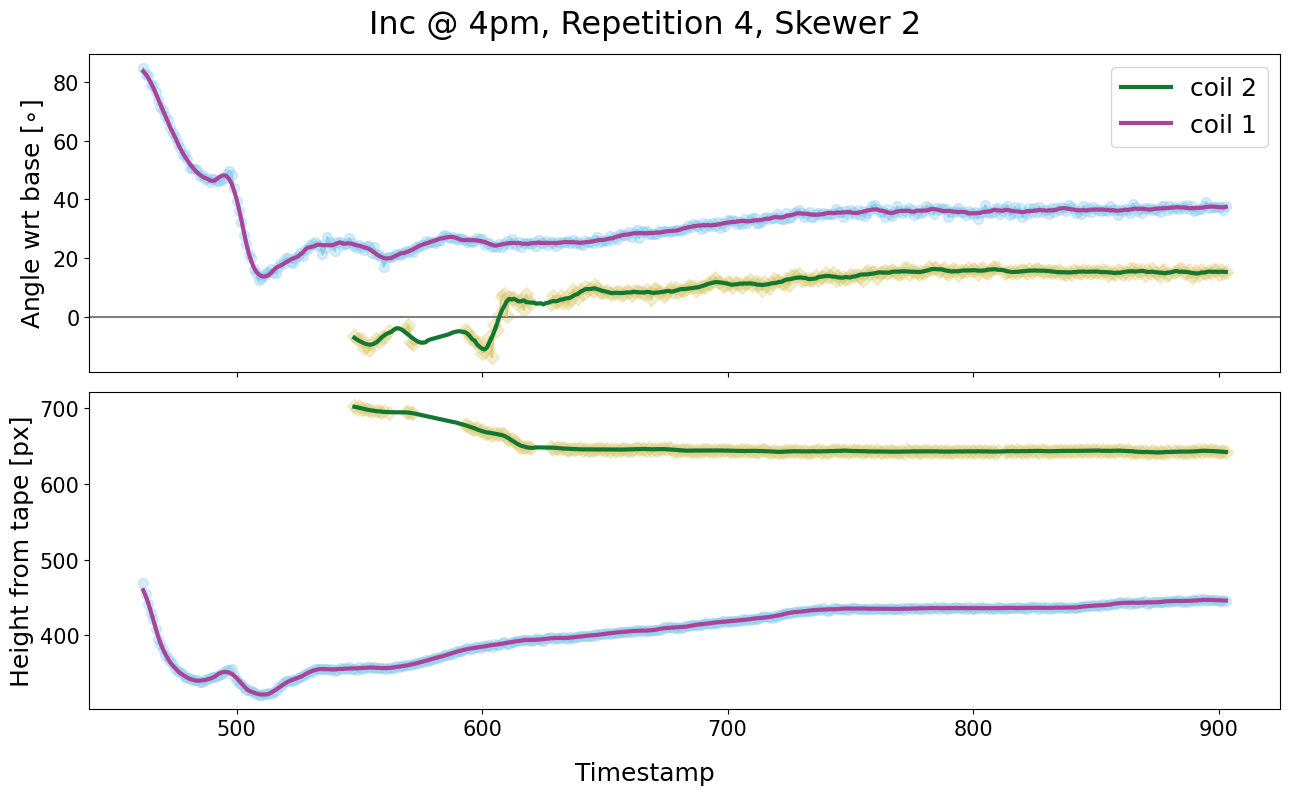 Inc @ 4pm, Repetition 4, Skewer 2
Angle wrt base [∘]
80
60
40
20
0
coil 2
coil 1
Height from tape [px]
700
600
500
400
500
600
700
800
900
Timestamp